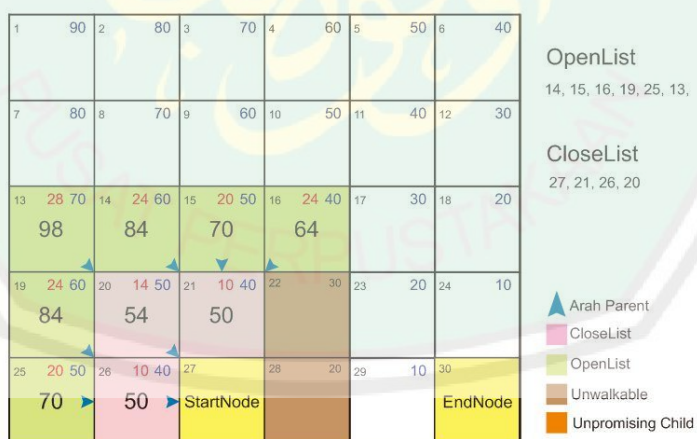 1 90 2 80 3 70 4 60 5 50 6 40
OpenList
14, 15, 16, 19, 25, 13,
7 80 8 70 9 60 10 50 11 40 12 30
CloseList
27, 21, 26, 20
13 28 70 14 24 60 15 20 50 16 24 40 17 30 18 20
98 84 70 64
19 24 60 20 14 50 21 10 40 22 30 23 20 24 10
84 54 50
Arah Parent
CloseList
OpenList
Unwalkable
Unpromising Child
25 20 50 26 10 40 27 28 20 29 10 30
70 50 StartNode EndNode
PUSAT PERPUSTAKAAN